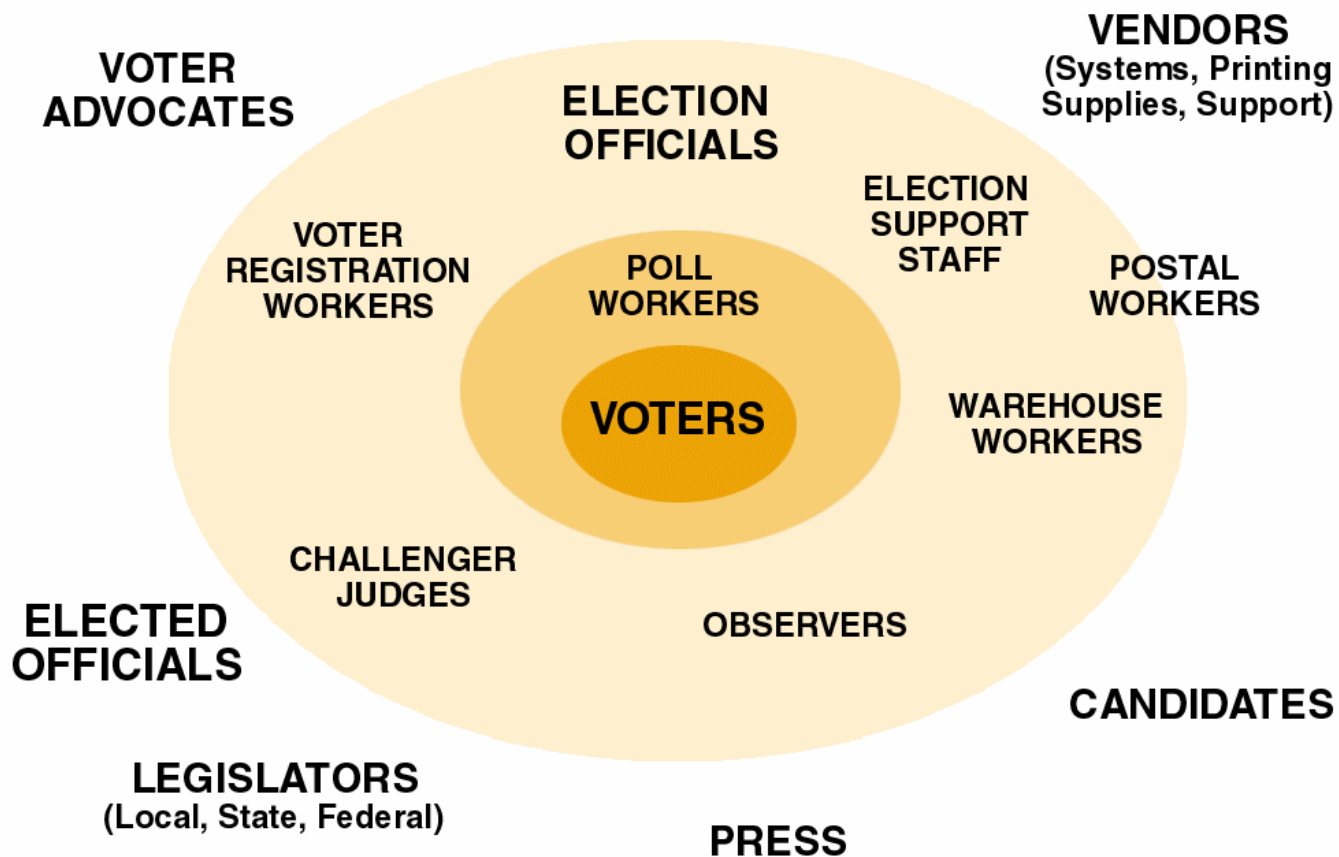 VOTER
ADVOCATES
VENDORS
(Systems, Printing
Supplies, Support)
ELECTION
OFFICIALS
ELECTION
SUPPORT
STAFF
VOTER
REGISTRATION
WORKERS
POLL
WORKERS
POSTAL
WORKERS
VOTERS
WAREHOUSE
WORKERS
CHALLENGER
JUDGES
OBSERVERS
ELECTED
OFFICIALS
CANDIDATES
LEGISLATORS
(Local, State, Federal)
PRESS